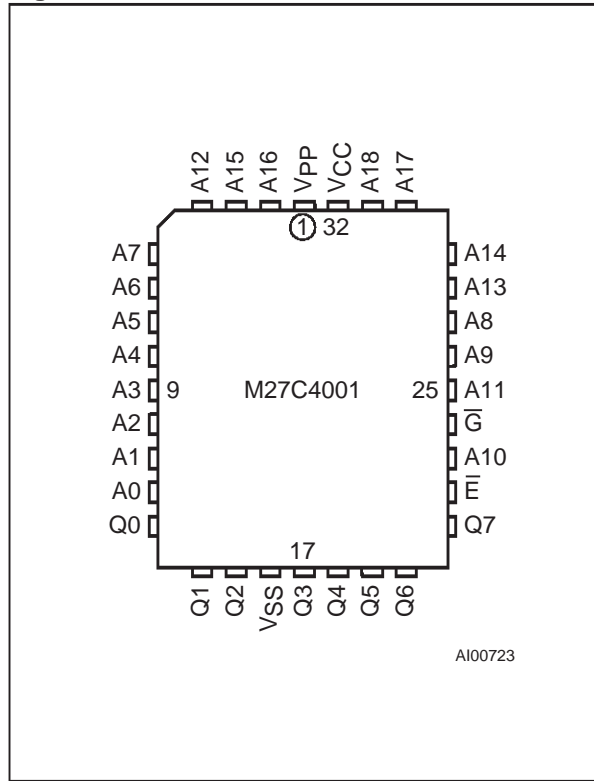 A12 A15 A16 VPP VCC A18 A17
1 32
A7 A14
A6 A13
A5 A8
A4 A9
A3 9 M27C4001 25 A11
A2 G̅
A1 A10
A0 E̅
Q0 Q7
17
Q1 Q2 VSS Q3 Q4 Q5 Q6
AI00723